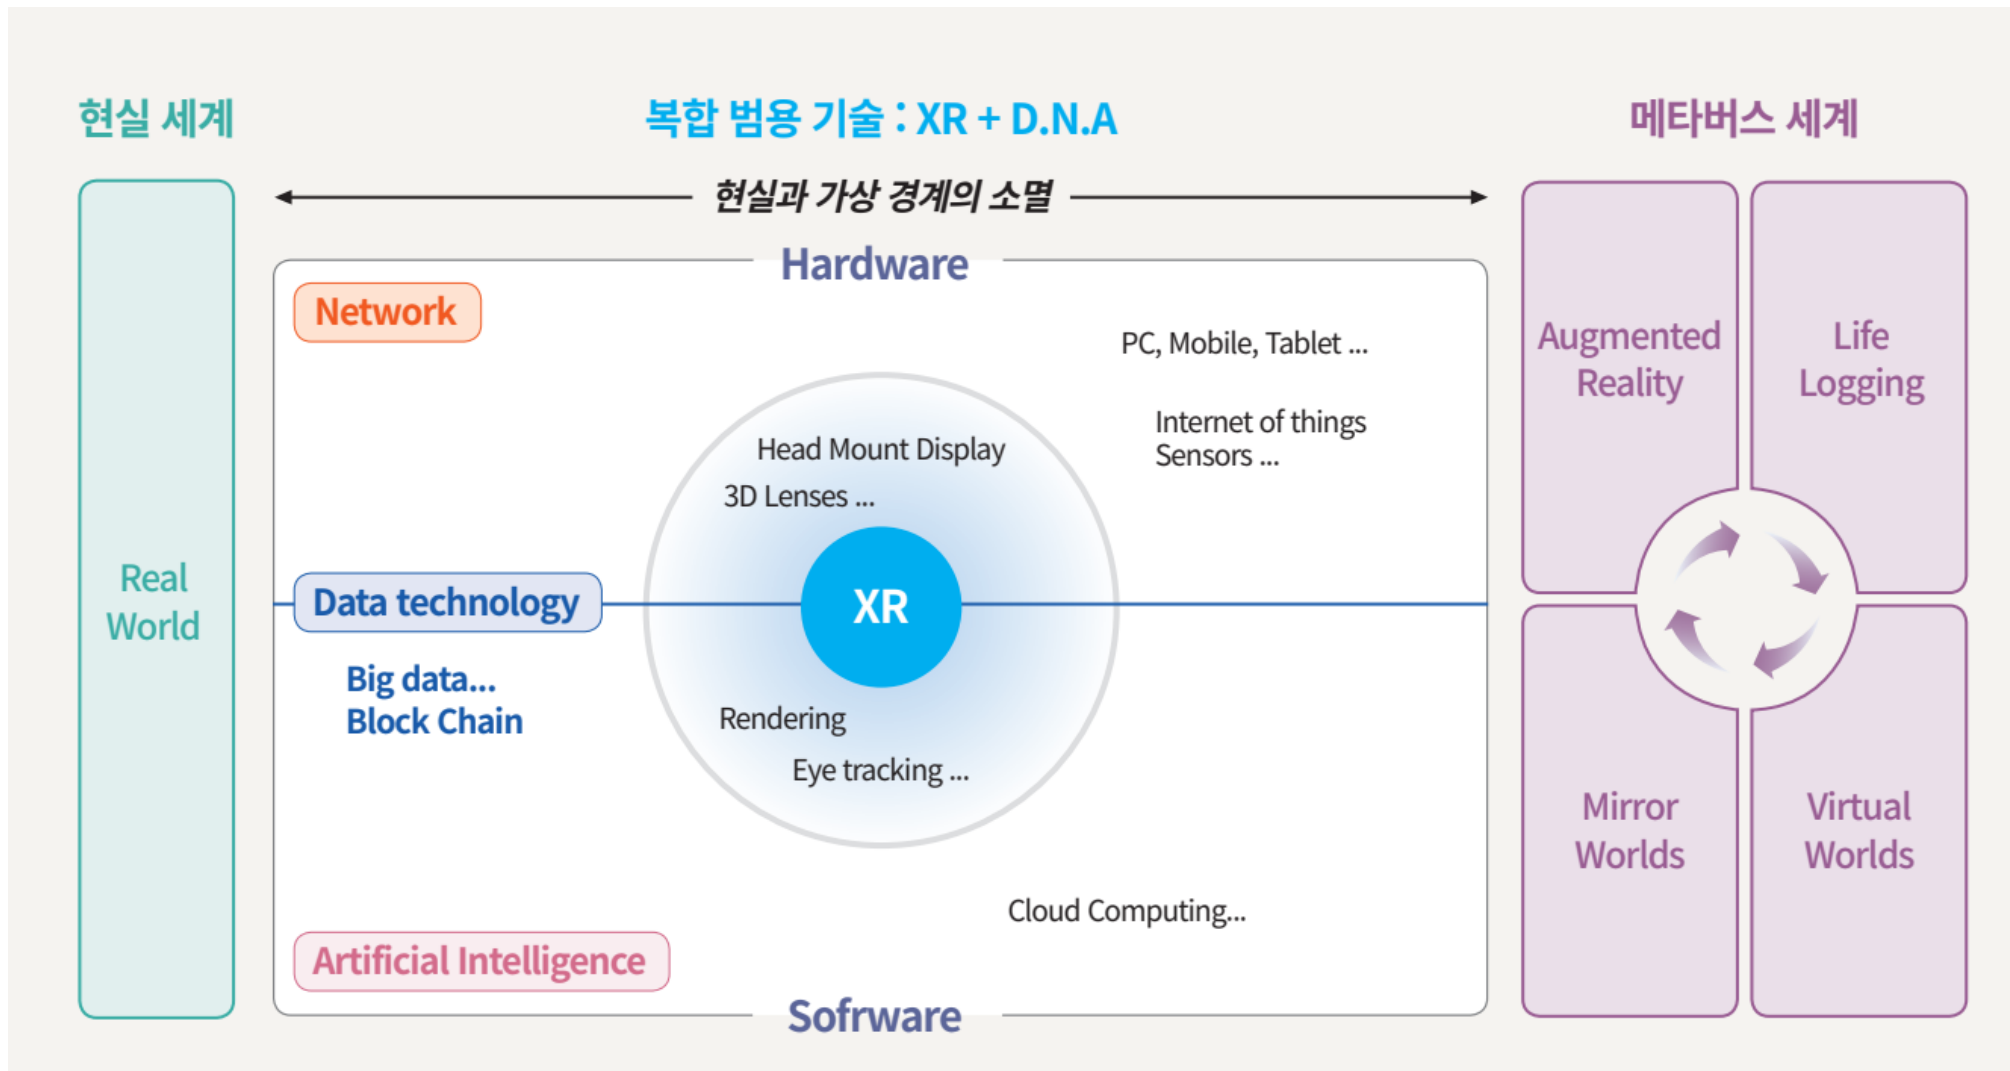 현실 세계
복합 범용 기술 : XR + D.N.A
메타버스 세계
현실과 가상 경계의 소멸
Real
World
Hardware
Network
PC, Mobile, Tablet ...
Internet of things
Sensors ...
Head Mount Display
3D Lenses ...
XR
Data technology
Big data...
Block Chain
Rendering
Eye tracking ...
Cloud Computing...
Artificial Intelligence
Sofrware
Augmented
Reality
Life
Logging
Mirror
Worlds
Virtual
Worlds